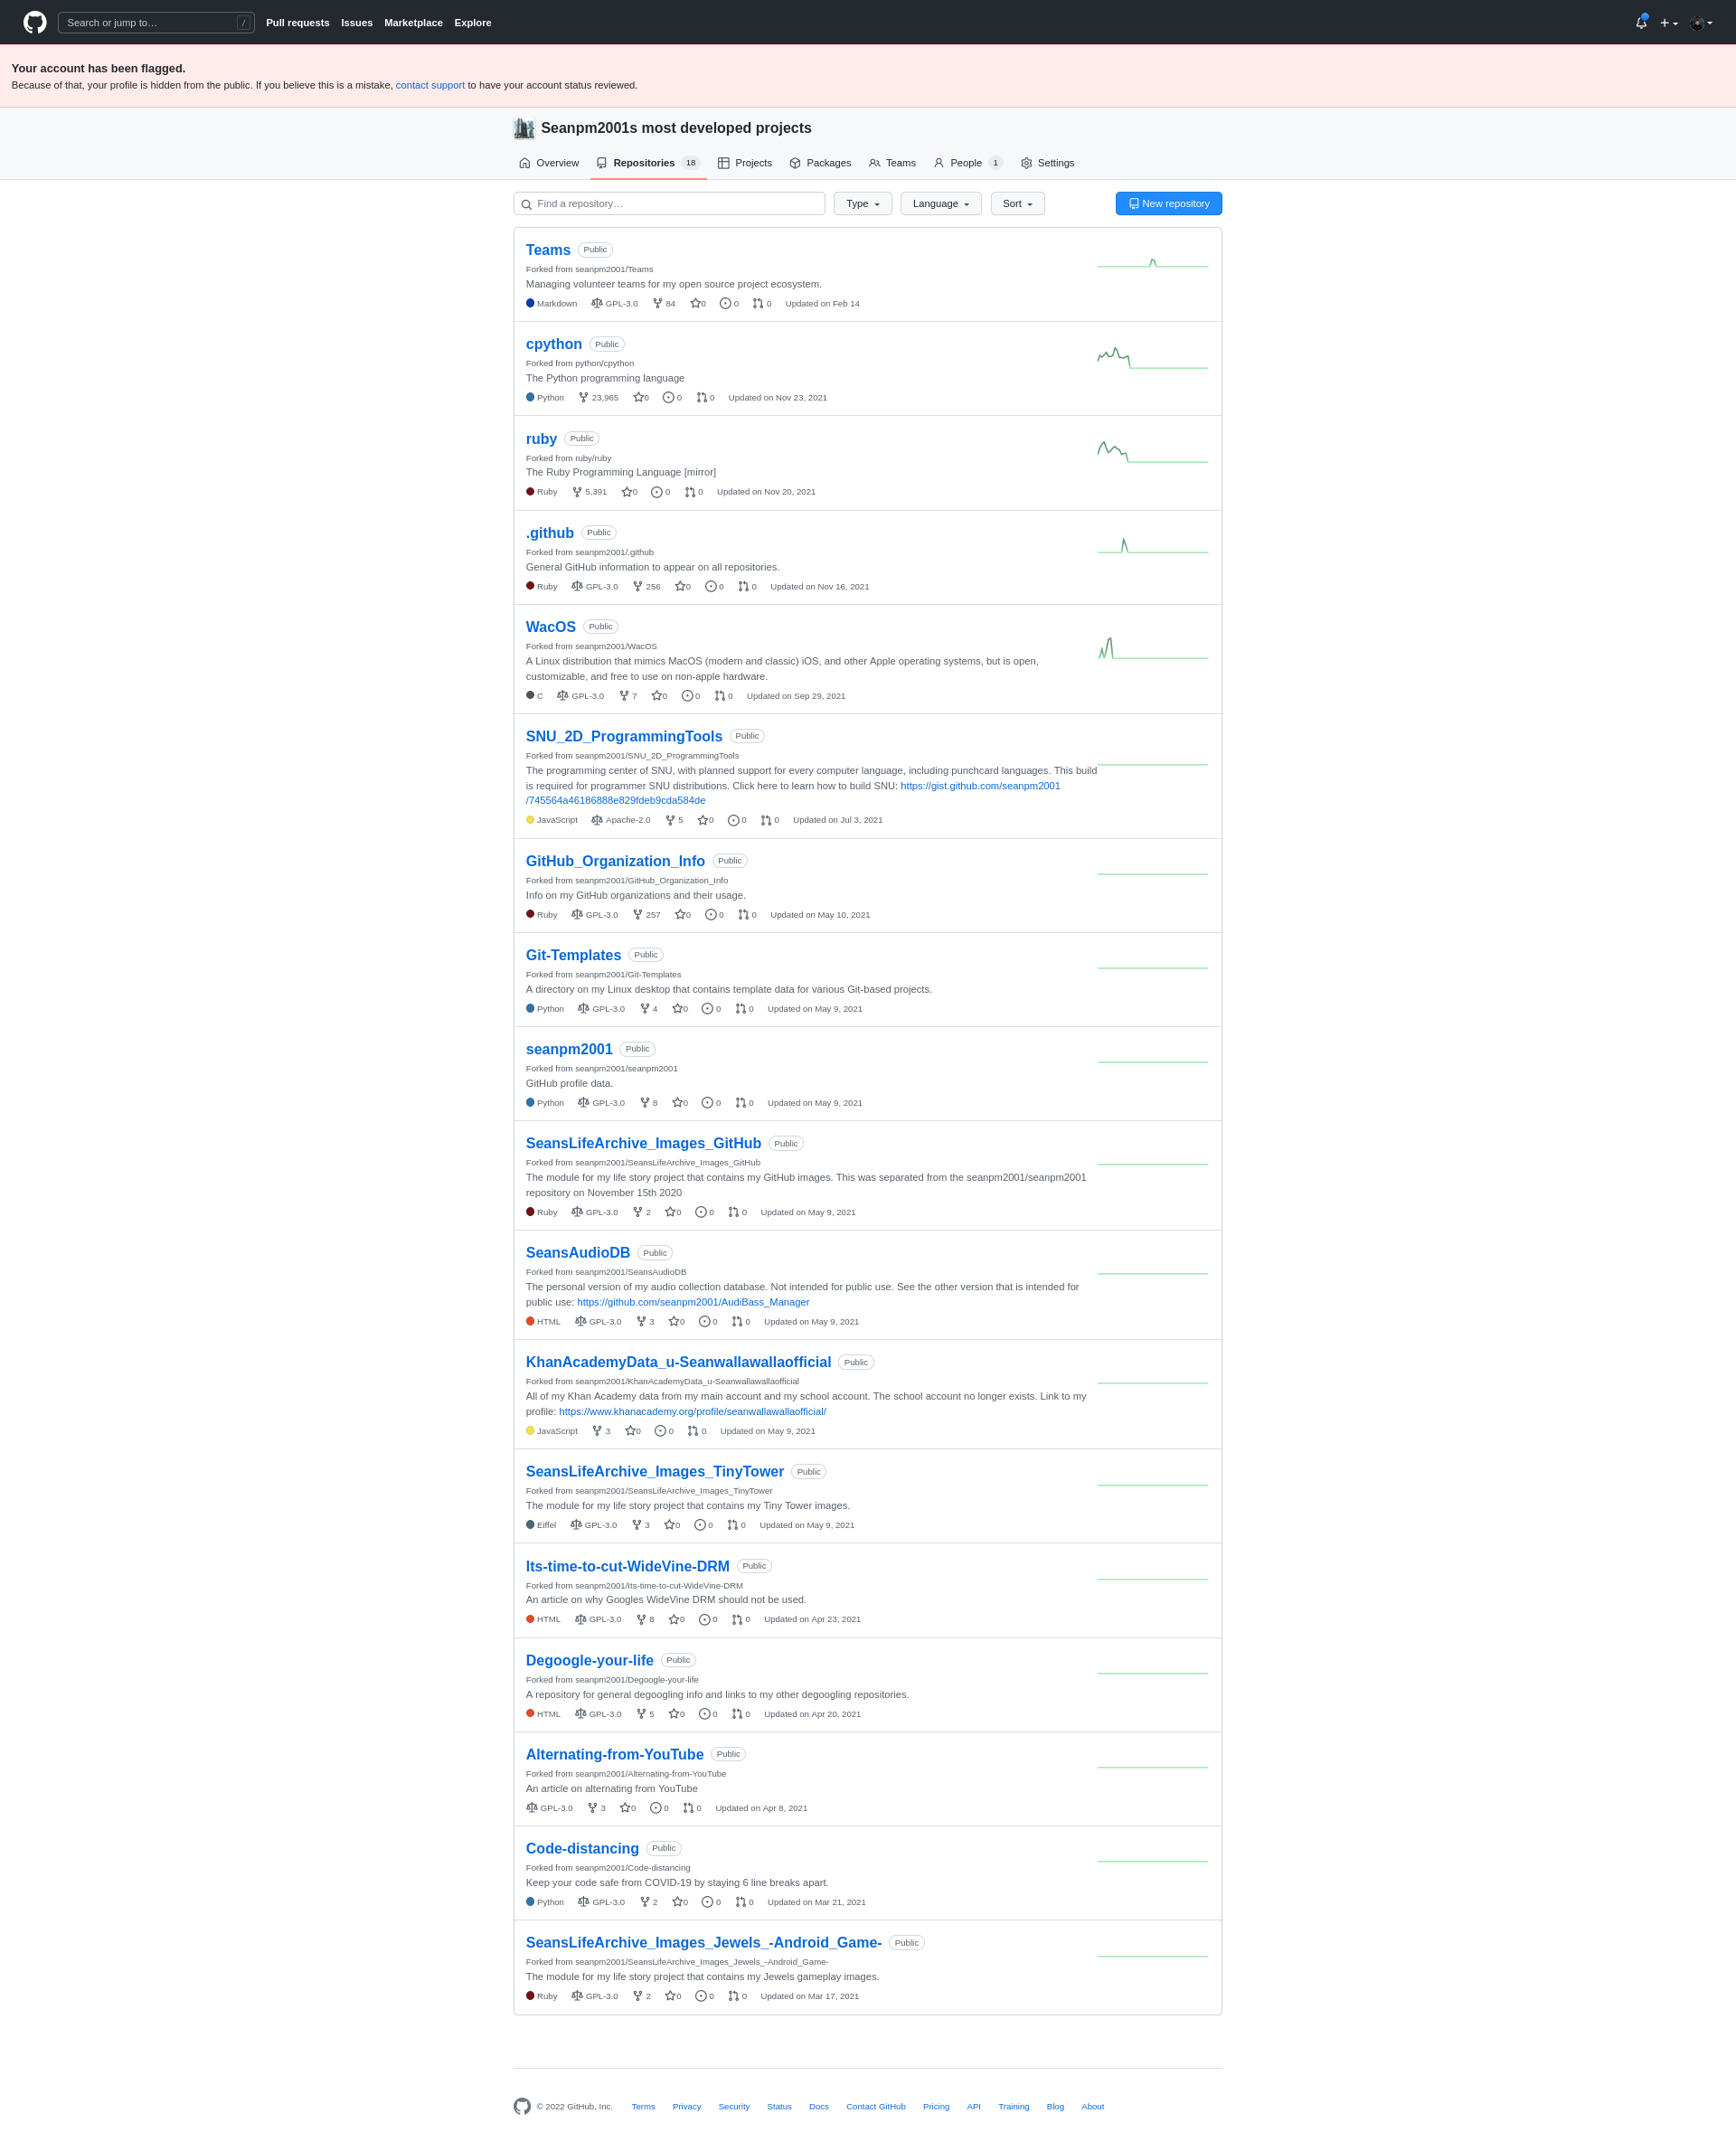 Search or jump to… /
Pull requests Issues Marketplace Explore
Your account has been flagged.
Because of that, your profile is hidden from the public. If you believe this is a mistake, contact support to have your account status reviewed.
Seanpm2001s most developed projects
Overview Repositories 18 Projects Packages Teams People 1 Settings
Find a repository… Type Language Sort New repository
Teams Public
Forked from seanpm2001/Teams
Managing volunteer teams for my open source project ecosystem.
Markdown GPL-3.0 84 0 0 0 Updated on Feb 14
cpython Public
Forked from python/cpython
The Python programming language
Python 23,965 0 0 0 Updated on Nov 23, 2021
ruby Public
Forked from ruby/ruby
The Ruby Programming Language [mirror]
Ruby 5,391 0 0 0 Updated on Nov 20, 2021
.github Public
Forked from seanpm2001/.github
General GitHub information to appear on all repositories.
Ruby GPL-3.0 256 0 0 0 Updated on Nov 16, 2021
WacOS Public
Forked from seanpm2001/WacOS
A Linux distribution that mimics MacOS (modern and classic) iOS, and other Apple operating systems, but is open,
customizable, and free to use on non-apple hardware.
C GPL-3.0 7 0 0 0 Updated on Sep 29, 2021
SNU_2D_ProgrammingTools Public
Forked from seanpm2001/SNU_2D_ProgrammingTools
The programming center of SNU, with planned support for every computer language, including punchcard languages. This build
is required for programmer SNU distributions. Click here to learn how to build SNU: https://gist.github.com/seanpm2001
/745564a46186888e829fdeb9cda584de
JavaScript Apache-2.0 5 0 0 0 Updated on Jul 3, 2021
GitHub_Organization_Info Public
Forked from seanpm2001/GitHub_Organization_Info
Info on my GitHub organizations and their usage.
Ruby GPL-3.0 257 0 0 0 Updated on May 10, 2021
Git-Templates Public
Forked from seanpm2001/Git-Templates
A directory on my Linux desktop that contains template data for various Git-based projects.
Python GPL-3.0 4 0 0 0 Updated on May 9, 2021
seanpm2001 Public
Forked from seanpm2001/seanpm2001
GitHub profile data.
Python GPL-3.0 8 0 0 0 Updated on May 9, 2021
SeansLifeArchive_Images_GitHub Public
Forked from seanpm2001/SeansLifeArchive_Images_GitHub
The module for my life story project that contains my GitHub images. This was separated from the seanpm2001/seanpm2001
repository on November 15th 2020
Ruby GPL-3.0 2 0 0 0 Updated on May 9, 2021
SeansAudioDB Public
Forked from seanpm2001/SeansAudioDB
The personal version of my audio collection database. Not intended for public use. See the other version that is intended for
public use: https://github.com/seanpm2001/AudiBass_Manager
HTML GPL-3.0 3 0 0 0 Updated on May 9, 2021
KhanAcademyData_u-Seanwallawallaofficial Public
Forked from seanpm2001/KhanAcademyData_u-Seanwallawallaofficial
All of my Khan Academy data from my main account and my school account. The school account no longer exists. Link to my
profile: https://www.khanacademy.org/profile/seanwallawallaofficial/
JavaScript 3 0 0 0 Updated on May 9, 2021
SeansLifeArchive_Images_TinyTower Public
Forked from seanpm2001/SeansLifeArchive_Images_TinyTower
The module for my life story project that contains my Tiny Tower images.
Eiffel GPL-3.0 3 0 0 0 Updated on May 9, 2021
Its-time-to-cut-WideVine-DRM Public
Forked from seanpm2001/Its-time-to-cut-WideVine-DRM
An article on why Googles WideVine DRM should not be used.
HTML GPL-3.0 8 0 0 0 Updated on Apr 23, 2021
Degoogle-your-life Public
Forked from seanpm2001/Degoogle-your-life
A repository for general degoogling info and links to my other degoogling repositories.
HTML GPL-3.0 5 0 0 0 Updated on Apr 20, 2021
Alternating-from-YouTube Public
Forked from seanpm2001/Alternating-from-YouTube
An article on alternating from YouTube
GPL-3.0 3 0 0 0 Updated on Apr 8, 2021
Code-distancing Public
Forked from seanpm2001/Code-distancing
Keep your code safe from COVID-19 by staying 6 line breaks apart.
Python GPL-3.0 2 0 0 0 Updated on Mar 21, 2021
SeansLifeArchive_Images_Jewels_-Android_Game- Public
Forked from seanpm2001/SeansLifeArchive_Images_Jewels_-Android_Game-
The module for my life story project that contains my Jewels gameplay images.
Ruby GPL-3.0 2 0 0 0 Updated on Mar 17, 2021
© 2022 GitHub, Inc. Terms Privacy Security Status Docs Contact GitHub Pricing API Training Blog About